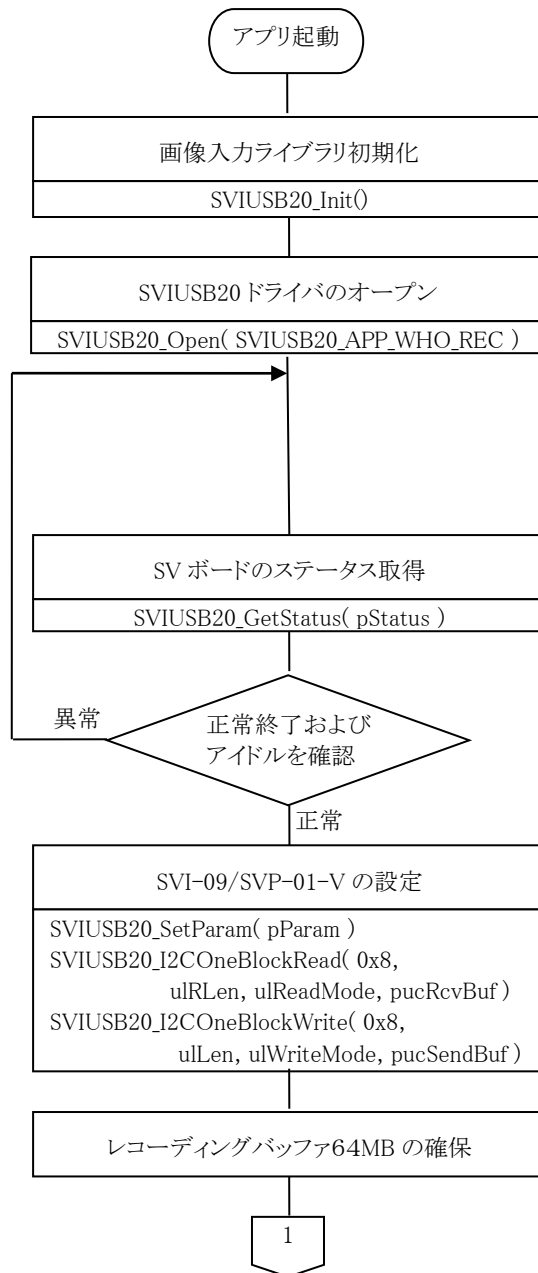 アプリ起動
画像入力ライブラリ初期化
SVIUSB20_Init()
SVIUSB20ドライバのオープン
SVIUSB20_Open( SVIUSB20_APP_WHO_REC )
SV ボードのステータス取得
SVIUSB20_GetStatus( pStatus )
異常
正常終了および
アイドルを確認
正常
SVI-09/SVP-01-V の設定
SVIUSB20_SetParam( pParam )
SVIUSB20_I2COneBlockRead( 0x8,
ulRLen, ulReadMode, pucRcvBuf )
SVIUSB20_I2COneBlockWrite( 0x8,
ulLen, ulWriteMode, pucSendBuf )
レコーディングバッファ64MB の確保
1